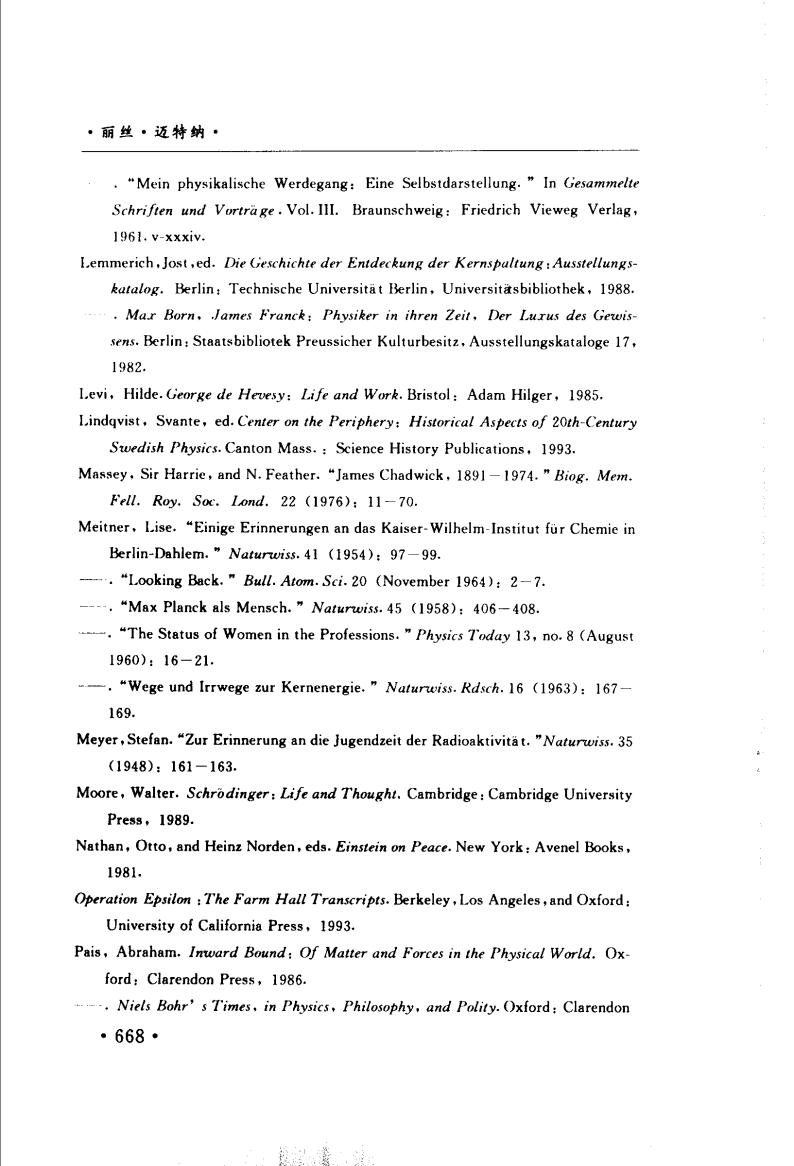 ·丽丝·迈特纳·
. “Mein physikalische Werdegang: Eine Selbstdarstellung.” In Gesammelte
Schriften und Vorträge. Vol. III. Braunschweig: Friedrich Vieweg Verlag,
1961. v-xxxiv.
Lemmerich, Jost, ed. Die Geschichte der Entdeckung der Kernspaltung: Ausstellungs-
katalog. Berlin: Technische Universität Berlin, Universitätsbibliothek, 1988.
——. Max Born, James Franck: Physiker in ihren Zeit, Der Luxus des Gewis-
sens. Berlin: Staatsbibliotek Preussicher Kulturbesitz, Ausstellungskataloge 17,
1982.
Levi, Hilde. George de Hevesy: Life and Work. Bristol: Adam Hilger, 1985.
Lindqvist, Svante, ed. Center on the Periphery: Historical Aspects of 20th-Century
Swedish Physics. Canton Mass.: Science History Publications, 1993.
Massey, Sir Harrie, and N. Feather. “James Chadwick, 1891—1974.” Biog. Mem.
Fell. Roy. Soc. Lond. 22 (1976): 11—70.
Meitner, Lise. “Einige Erinnerungen an das Kaiser-Wilhelm-Institut für Chemie in
Berlin-Dahlem.” Naturwiss. 41 (1954): 97—99.
——. “Looking Back.” Bull. Atom. Sci. 20 (November 1964): 2—7.
——. “Max Planck als Mensch.” Naturwiss. 45 (1958): 406—408.
——. “The Status of Women in the Professions.” Physics Today 13, no. 8 (August
1960): 16—21.
——. “Wege und Irrwege zur Kernenergie.” Naturwiss. Rdsch. 16 (1963): 167—
169.
Meyer, Stefan. “Zur Erinnerung an die Jugendzeit der Radioaktivität.” Naturwiss. 35
(1948): 161—163.
Moore, Walter. Schrödinger: Life and Thought. Cambridge: Cambridge University
Press, 1989.
Nathan, Otto, and Heinz Norden, eds. Einstein on Peace. New York: Avenel Books,
1981.
Operation Epsilon: The Farm Hall Transcripts. Berkeley, Los Angeles, and Oxford:
University of California Press, 1993.
Pais, Abraham. Inward Bound: Of Matter and Forces in the Physical World. Ox-
ford: Clarendon Press, 1986.
——. Niels Bohr's Times, in Physics, Philosophy, and Polity. Oxford: Clarendon
·668·